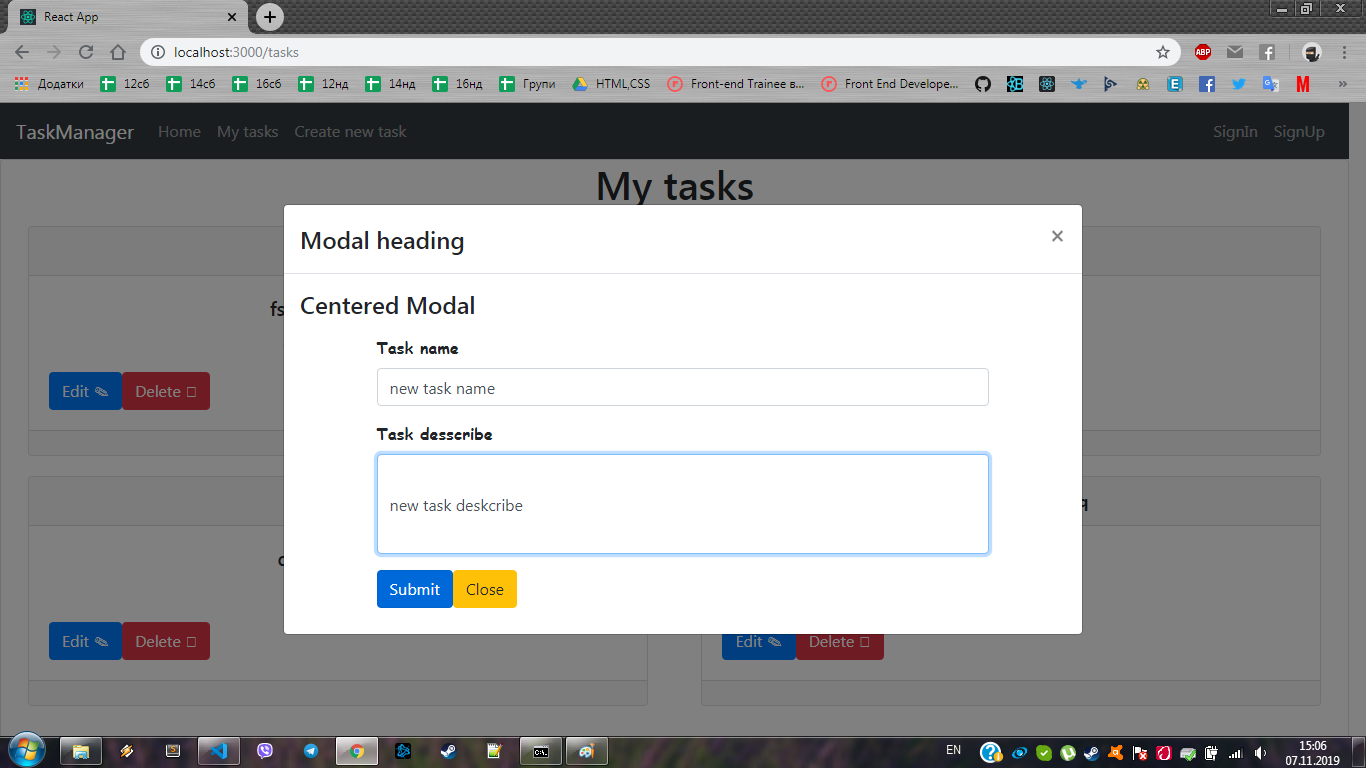 React App
localhost:3000/tasks
ABP
Додатки 12сб 14сб 16сб 12нд 14нд 16нд Групи HTML,CSS Front-end Trainee в... Front End Develope... »
TaskManager Home My tasks Create new task SignIn SignUp
My tasks
Modal heading ×
Centered Modal
fs
Task name
new task name
Edit ✎ Delete
Task desscribe
new task deskcribe
Submit Close
Edit ✎ Delete Edit ✎ Delete
EN 15:06
07.11.2019